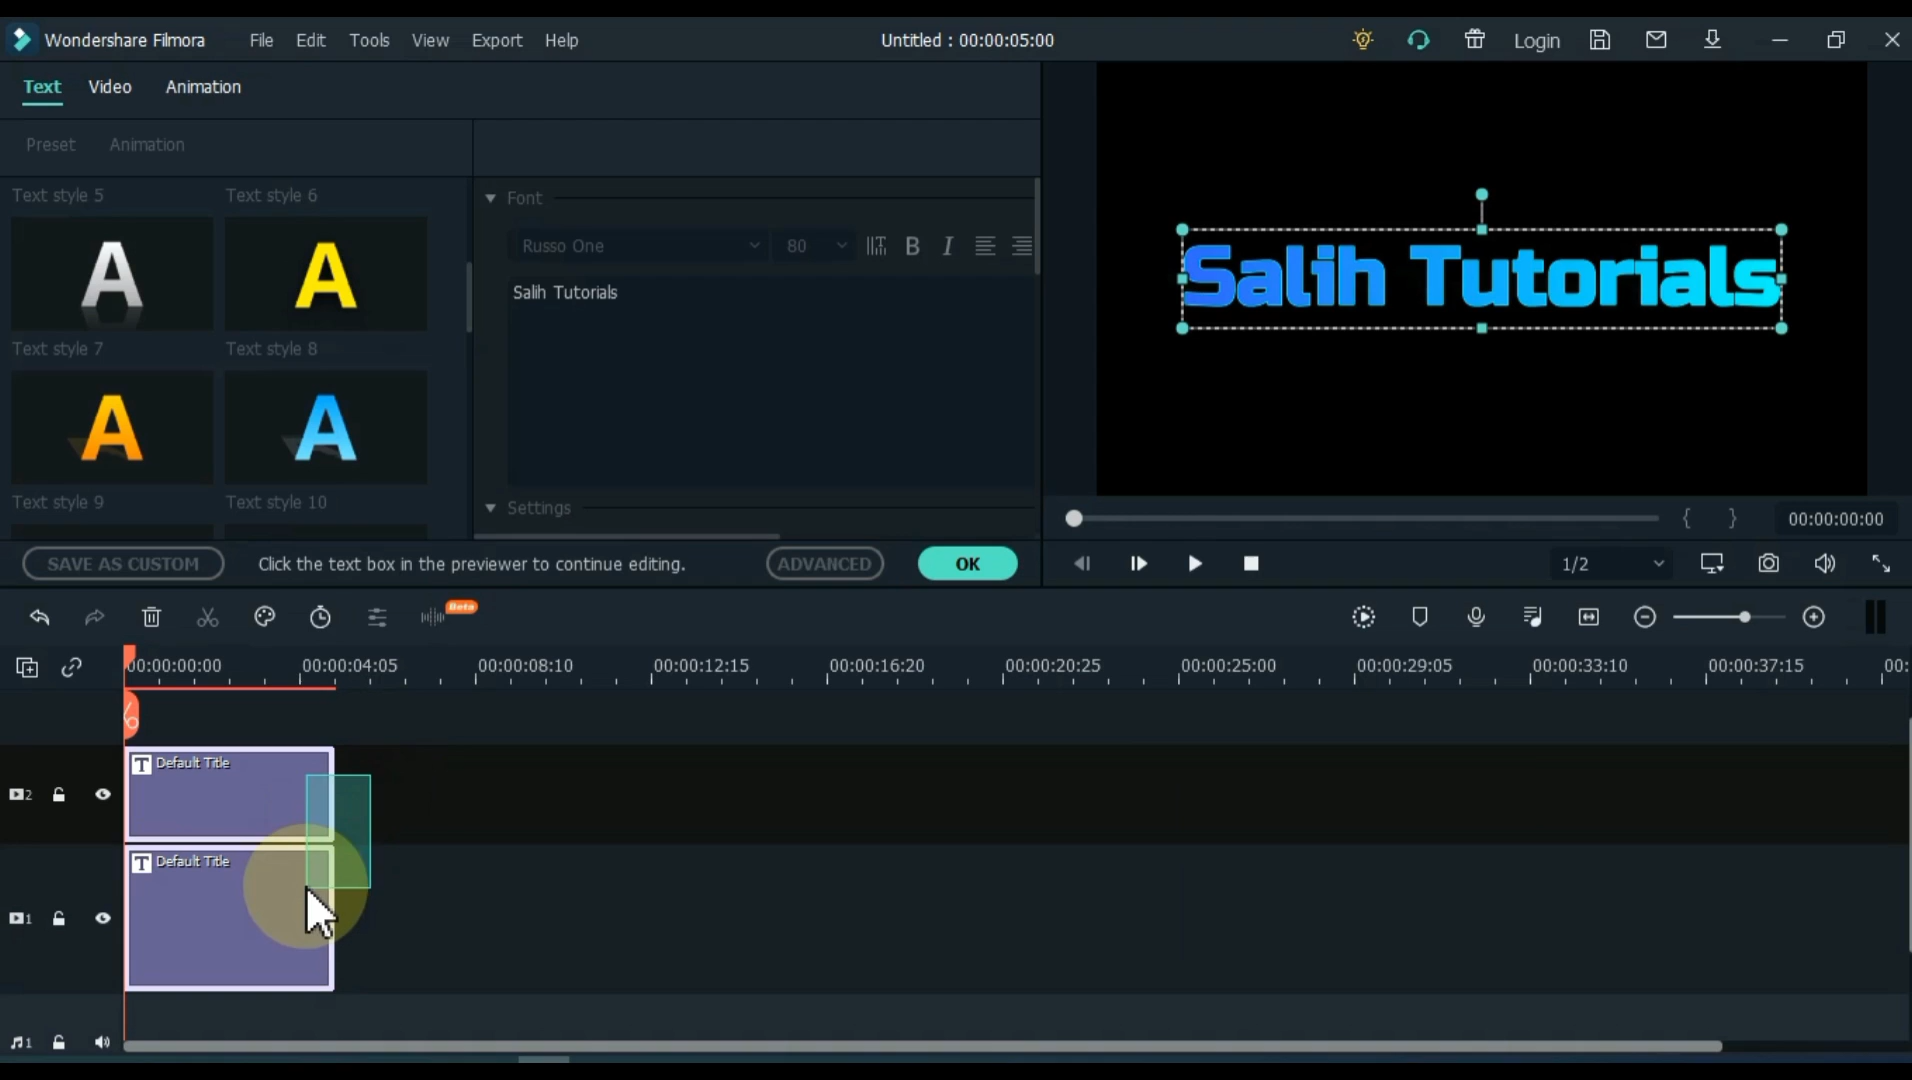 Wondershare Filmora File Edit Tools View Export Help Untitled : 00:00:05:00 Login
Text Video Animation
Preset Animation
Text style 5 Text style 6
Text style 7 Text style 8
Text style 9 Text style 10
Font
Russo One 80 B I
Salih Tutorials
Settings
SAVE AS CUSTOM Click the text box in the previewer to continue editing. ADVANCED OK
Salih Tutorials
{ } 00:00:00:00
1/2
Beta
00:00:00:00 00:00:04:05 00:00:08:10 00:00:12:15 00:00:16:20 00:00:20:25 00:00:25:00 00:00:29:05 00:00:33:10 00:00:37:15 00:
T Default Title
2
T Default Title
1
1